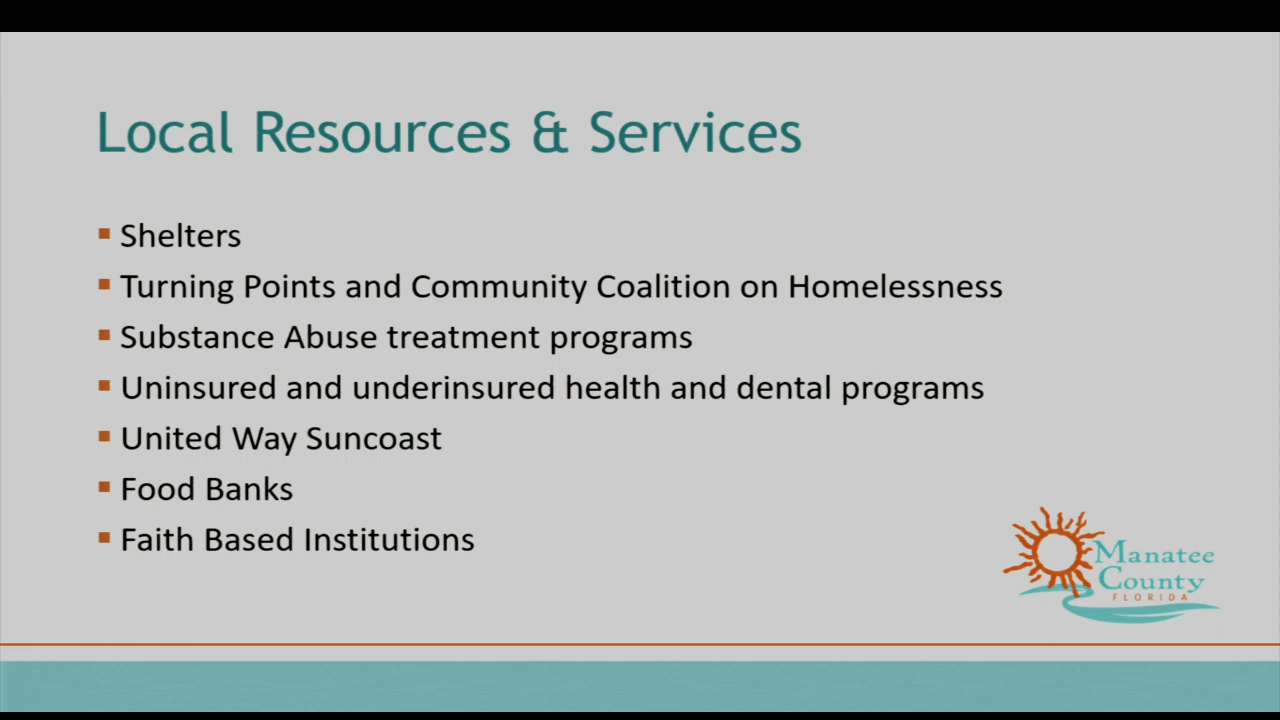 Local Resources & Services
▪ Shelters
▪ Turning Points and Community Coalition on Homelessness
▪ Substance Abuse treatment programs
▪ Uninsured and underinsured health and dental programs
▪ United Way Suncoast
▪ Food Banks
▪ Faith Based Institutions
Manatee
County
FLORIDA